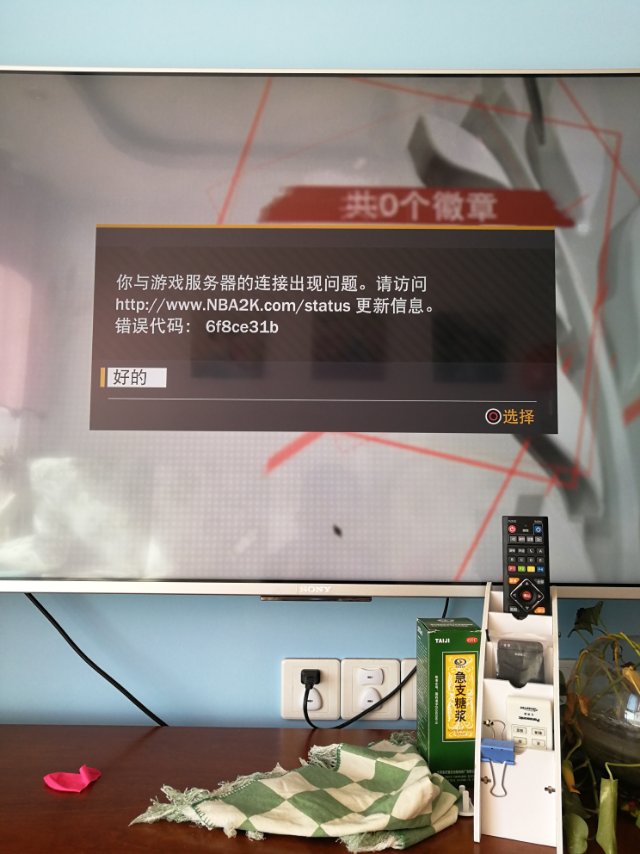 共0个徽章
你与游戏服务器的连接出现问题。请访问
http://www.NBA2K.com/status 更新信息。
错误代码： 6f8ce31b
好的
选择
SONY
TAIJI
急支糖浆
Panasonic